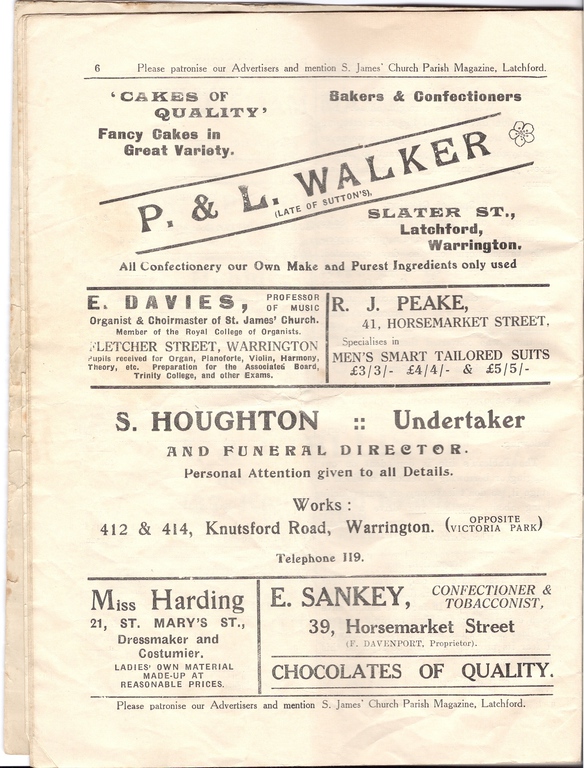 6 Please patronise our Advertisers and mention S. James' Church Parish Magazine, Latchford.
'CAKES OF
QUALITY'
Fancy Cakes in
Great Variety.
Bakers & Confectioners
P. & L. WALKER
(LATE OF SUTTON'S).
SLATER ST.,
Latchford,
Warrington.
All Confectionery our Own Make and Purest Ingredients only used
E. DAVIES, PROFESSOR
OF MUSIC
Organist & Choirmaster of St. James' Church.
Member of the Royal College of Organists.
FLETCHER STREET, WARRINGTON
Pupils received for Organ, Pianoforte, Violin, Harmony,
Theory, etc. Preparation for the Associated Board,
Trinity College, and other Exams.
R. J. PEAKE,
41, HORSEMARKET STREET,
Specialises in
MEN'S SMART TAILORED SUITS
£3/3/- £4/4/- & £5/5/-
S. HOUGHTON :: Undertaker
AND FUNERAL DIRECTOR.
Personal Attention given to all Details.
Works :
412 & 414, Knutsford Road, Warrington. (OPPOSITE
VICTORIA PARK)
Telephone 119.
Miss Harding
21, ST. MARY'S ST.,
Dressmaker and
Costumier.
LADIES' OWN MATERIAL
MADE-UP AT
REASONABLE PRICES.
E. SANKEY, CONFECTIONER &
TOBACCONIST,
39, Horsemarket Street
(F. DAVENPORT, Proprietor).
CHOCOLATES OF QUALITY.
Please patronise our Advertisers and mention S. James' Church Parish Magazine, Latchford.